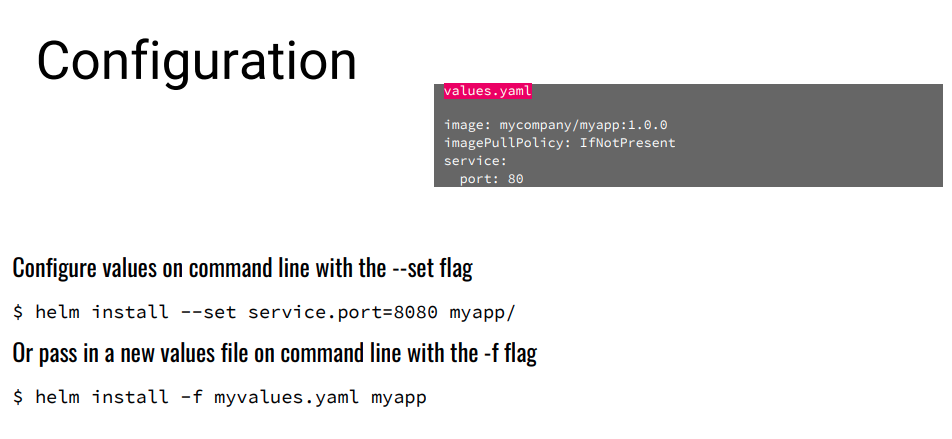 Configuration
values.yaml
image: mycompany/myapp:1.0.0
imagePullPolicy: IfNotPresent
service:
  port: 80
Configure values on command line with the --set flag
$ helm install --set service.port=8080 myapp/
Or pass in a new values file on command line with the -f flag
$ helm install -f myvalues.yaml myapp